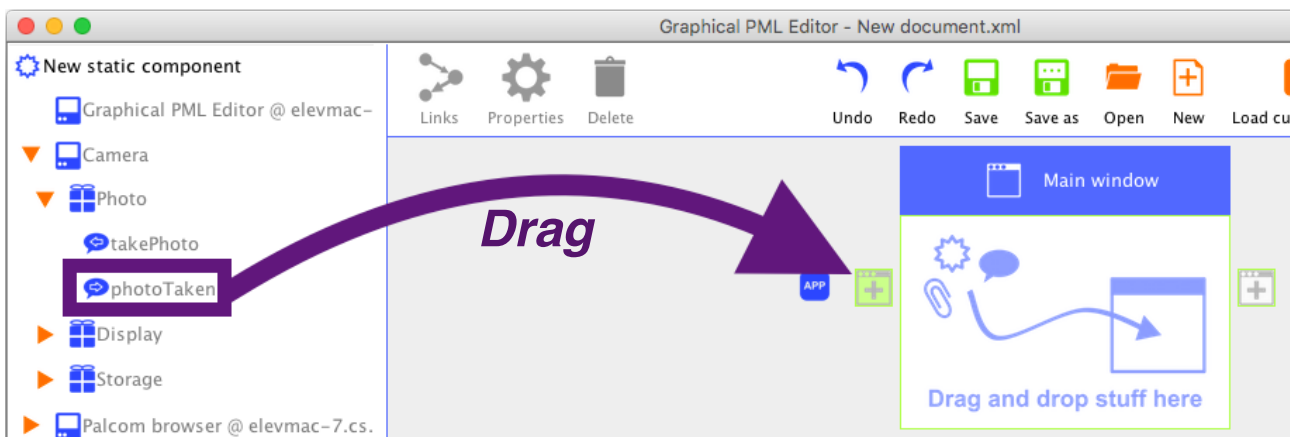 Graphical PML Editor - New document.xml
New static component
Graphical PML Editor @ elevmac-
Camera
Photo
takePhoto
photoTaken
Display
Storage
Palcom browser @ elevmac-7.cs.
Links
Properties
Delete
Undo
Redo
Save
Save as
Open
New
Load cu
Drag
APP
Main window
Drag and drop stuff here